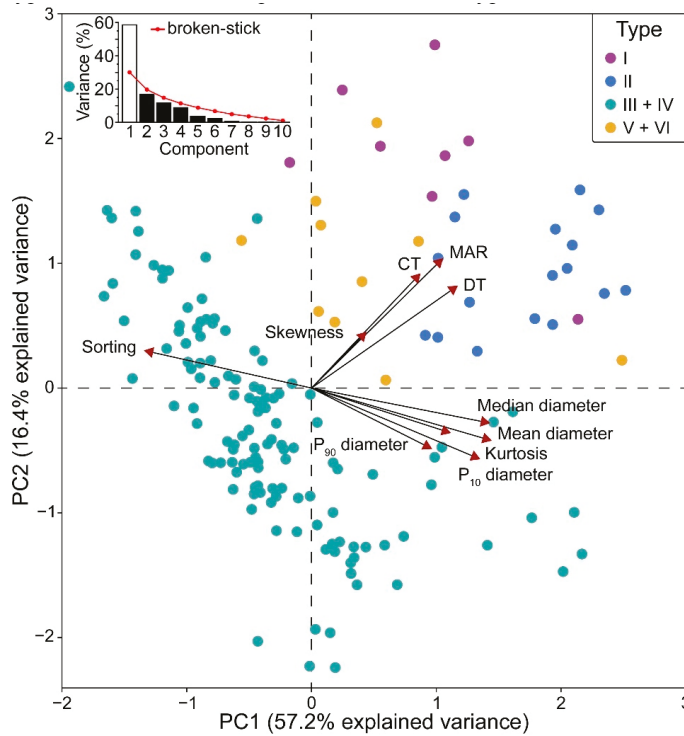 3
2
1
0
−1
−2
PC2 (16.4% explained variance)
−2
−1
0
1
2
3
PC1 (57.2% explained variance)
Variance (%)
60
40
20
0
broken-stick
1 2 3 4 5 6 7 8 9 10
Component
Type
I
II
III + IV
V + VI
CT
MAR
DT
Skewness
Sorting
Median diameter
Mean diameter
P90 diameter
Kurtosis
P10 diameter